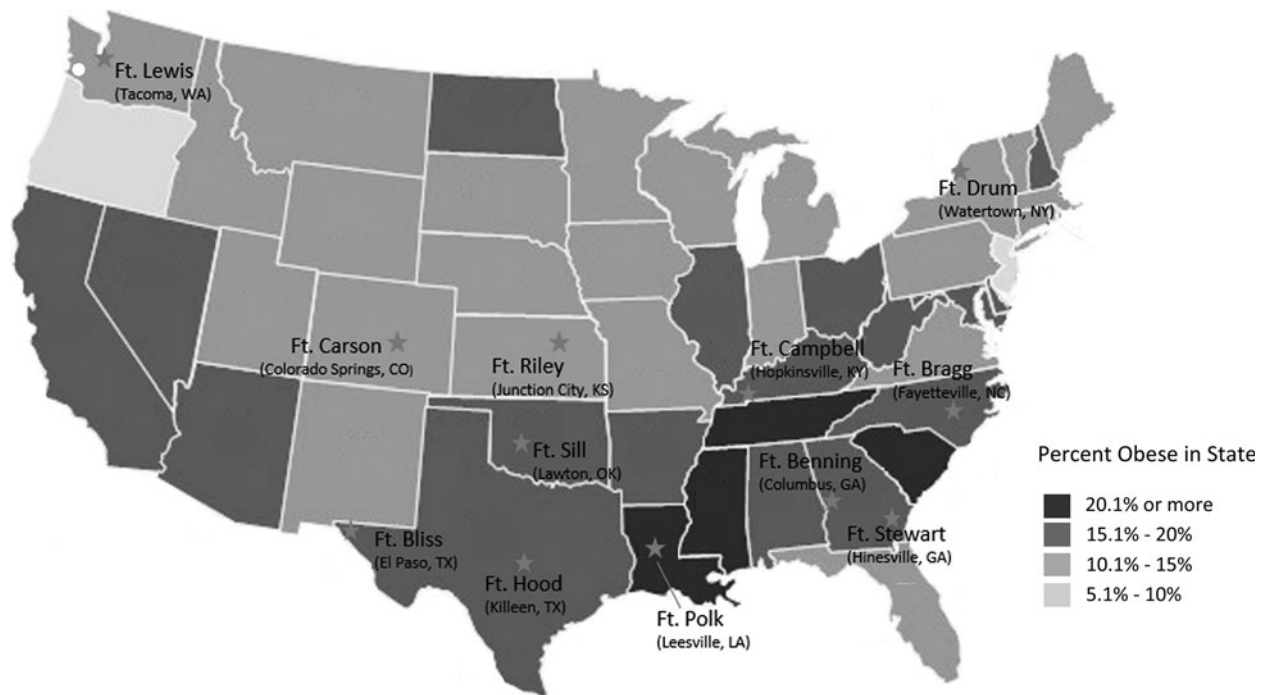 Ft. Lewis
(Tacoma, WA)
Ft. Drum
(Watertown, NY)
Ft. Carson
(Colorado Springs, CO)
Ft. Riley
(Junction City, KS)
Ft. Campbell
(Hopkinsville, KY)
Ft. Bragg
(Fayetteville, NC)
Ft. Sill
(Lawton, OK)
Ft. Benning
(Columbus, GA)
Ft. Bliss
(El Paso, TX)
Ft. Hood
(Killeen, TX)
Ft. Stewart
(Hinesville, GA)
Ft. Polk
(Leesville, LA)
Percent Obese in State
20.1% or more
15.1% - 20%
10.1% - 15%
5.1% - 10%